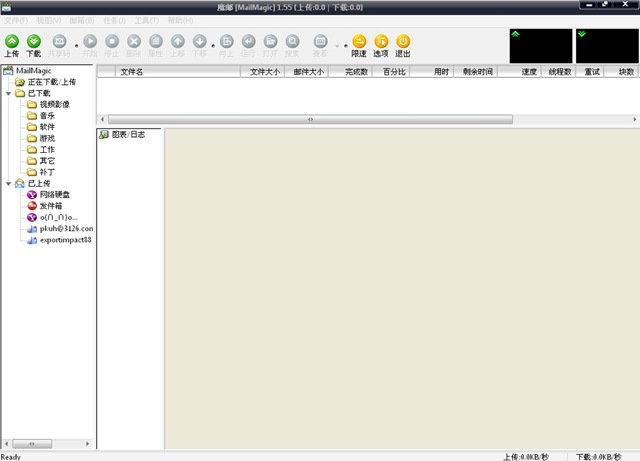 魔邮 [MailMagic] 1.55 (上传:0.0 | 下载:0.0)
文件(F) 视图(V) 邮箱(B) 任务(J) 工具(T) 帮助(H)
上传 下载 共享码 开始 停止 删除 属性 上移 下移 向上 运行 打开 搜索 查看 限速 选项 退出
文件名 文件大小 邮件大小 完成数 百分比 用时 剩余时间 速度 线程数 重试 块数
MailMagic
正在下载/上传
已下载
视频影像
音乐
软件
游戏
工作
其它
补丁
已上传
网络硬盘
发件箱
o(∩_∩)o...
pkuh@3126.con
exportimpact88
图表/日志
Ready 上传:0.0KB/秒 下载:0.0KB/秒